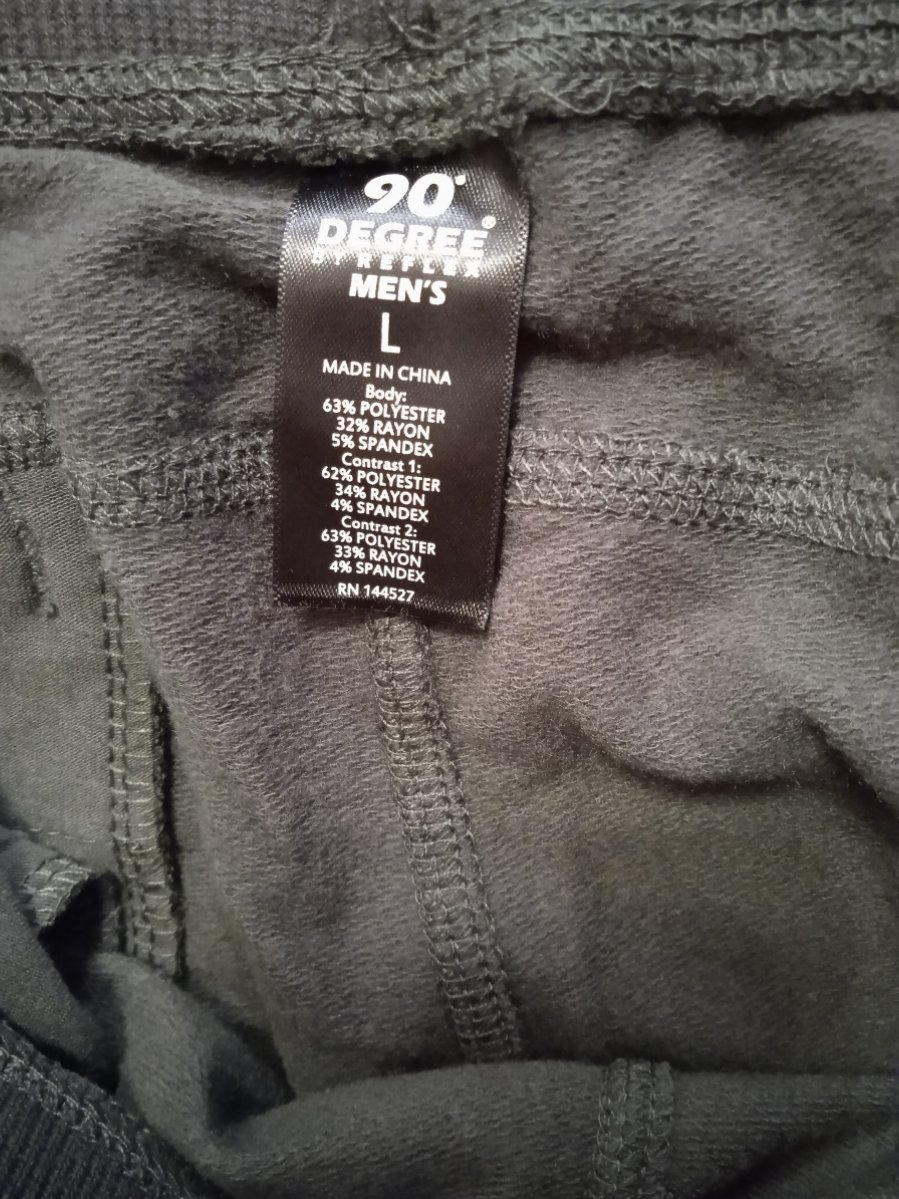 90°
DEGREE®
BY REFLEX
MEN'S
L
MADE IN CHINA
Body:
63% POLYESTER
32% RAYON
5% SPANDEX
Contrast 1:
62% POLYESTER
34% RAYON
4% SPANDEX
Contrast 2:
63% POLYESTER
33% RAYON
4% SPANDEX
RN 144527